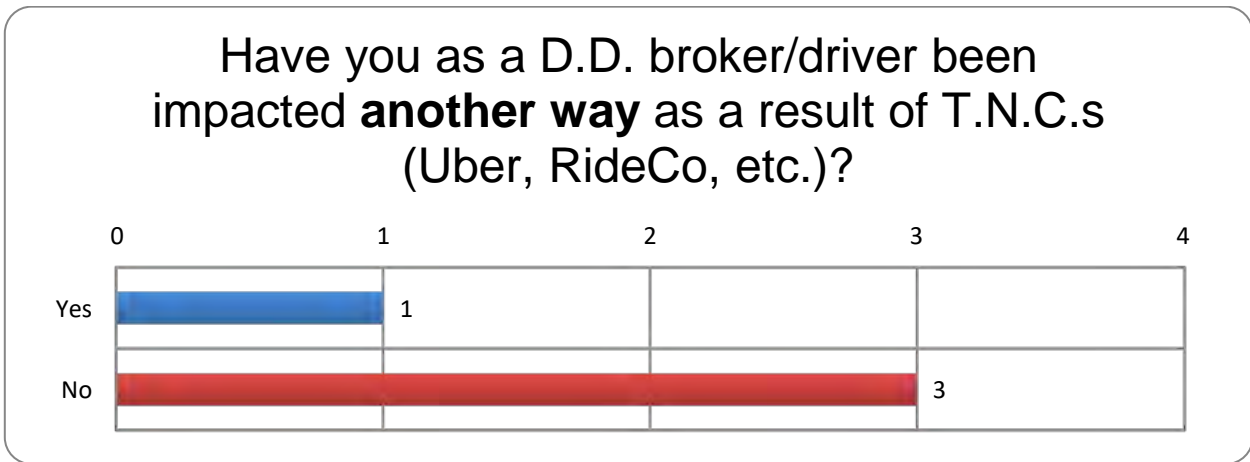 Have you as a D.D. broker/driver been
impacted another way as a result of T.N.C.s
(Uber, RideCo, etc.)?
0 1 2 3 4
Yes 1
No 3